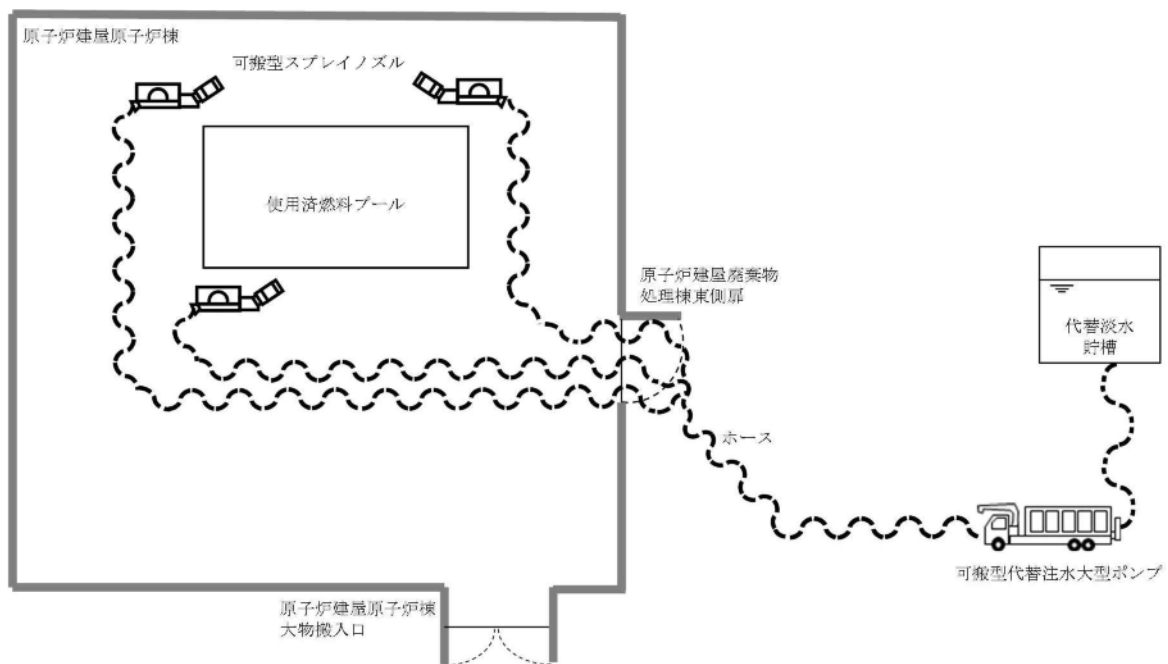 原子炉建屋原子炉棟
可搬型スプレイノズル
使用済燃料プール
原子炉建屋廃棄物
処理棟東側扉
代替淡水
貯槽
ホース
可搬型代替注水大型ポンプ
原子炉建屋原子炉棟
大物搬入口